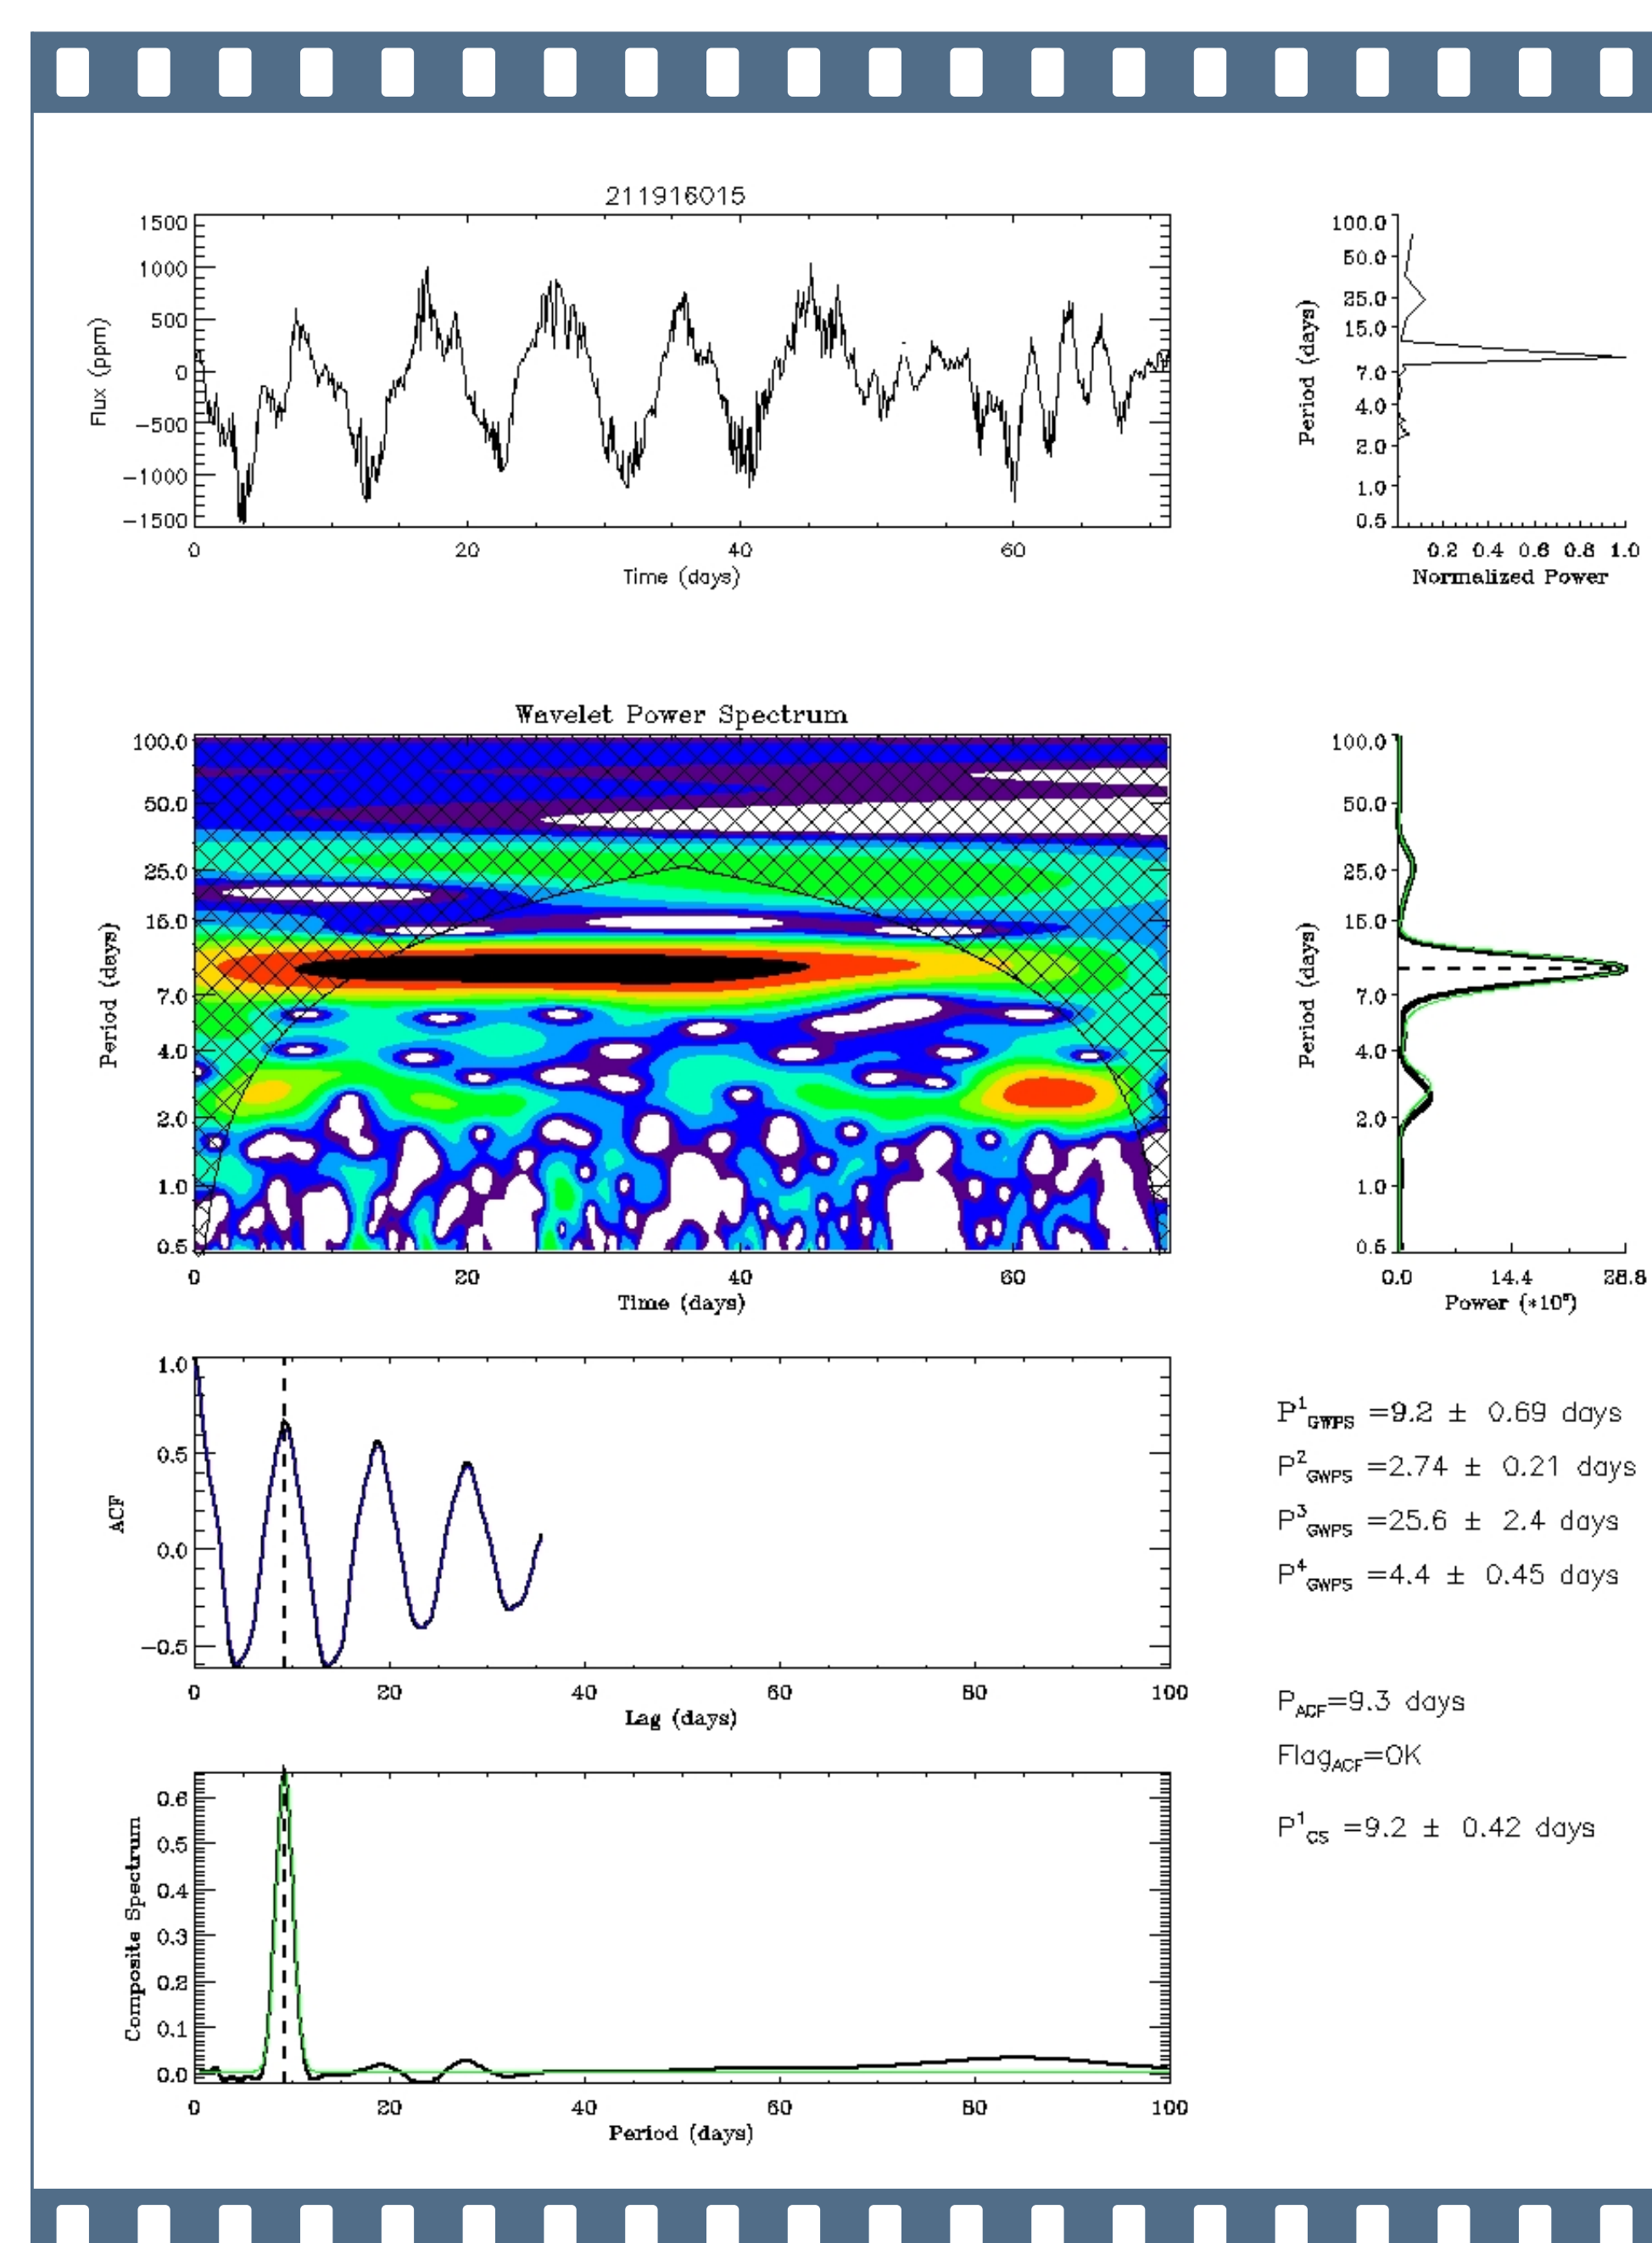 211916015
1500
1000
500
0
−500
−1000
−1500
Flux (ppm)
0 20 40 60
Time (days)
100.0
50.0
25.0
15.0
7.0
4.0
2.0
1.0
0.5
Period (days)
0.2 0.4 0.6 0.8 1.0
Normalized Power
Wavelet Power Spectrum
100.0
50.0
25.0
15.0
7.0
4.0
2.0
1.0
0.5
Period (days)
0 20 40 60
Time (days)
100.0
50.0
25.0
15.0
7.0
4.0
2.0
1.0
0.5
Period (days)
0.0 14.4 28.8
Power (*10⁵)
1.0
0.5
0.0
−0.5
ACF
0 20 40 60 80 100
Lag (days)
P¹GWPS =9.2 ± 0.69 days
P²GWPS =2.74 ± 0.21 days
P³GWPS =25.6 ± 2.4 days
P⁴GWPS =4.4 ± 0.45 days
PACF=9.3 days
FlagACF=OK
P¹CS =9.2 ± 0.42 days
0.6
0.5
0.4
0.3
0.2
0.1
0.0
Composite Spectrum
0 20 40 60 80 100
Period (days)